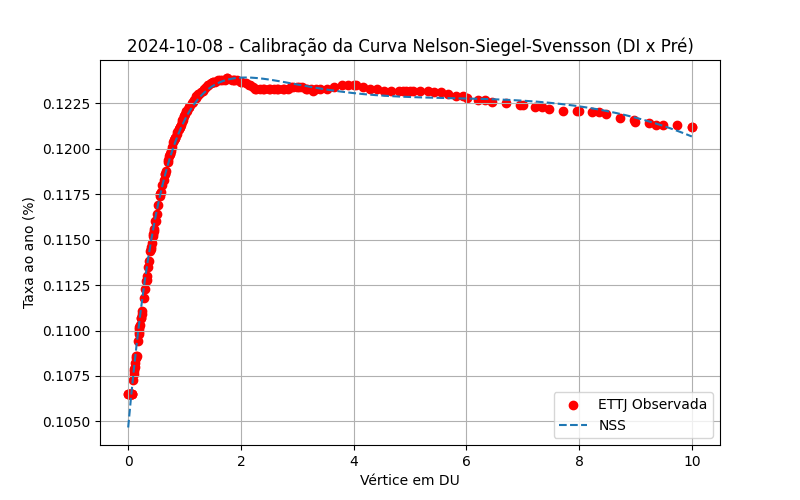 2024-10-08 - Calibração da Curva Nelson-Siegel-Svensson (DI x Pré)
Taxa ao ano (%)
0.1225
0.1200
0.1175
0.1150
0.1125
0.1100
0.1075
0.1050
0 2 4 6 8 10
Vértice em DU
ETTJ Observada
NSS